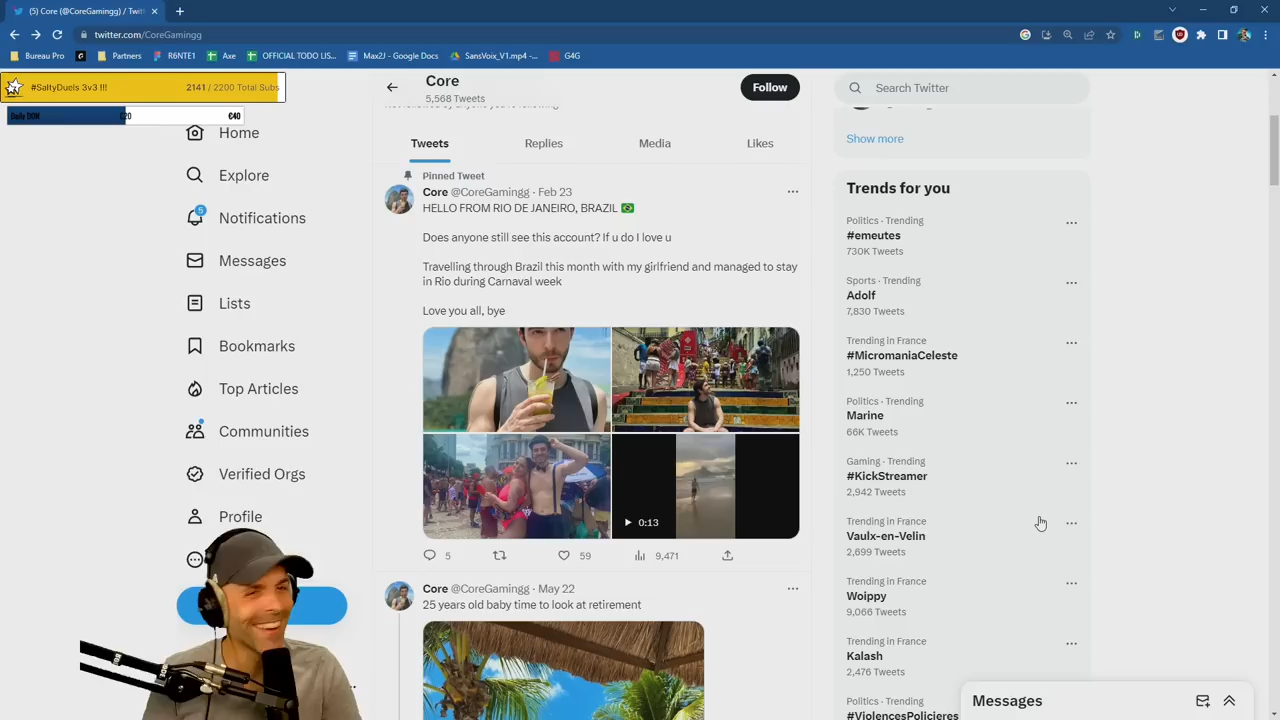 (5) Core (@CoreGamingg) / Twitt
twitter.com/CoreGamingg
Bureau Pro
Partners
R6NTE1
Axe
OFFICIAL TODO LIS...
Max2J - Google Docs
SansVoix_V1.mp4 -...
G4G
#SaltyDuels 3v3 !!!
2141 / 2200 Total Subs
Daily DON
€20
€40
Home
Explore
5
Notifications
Messages
Lists
Bookmarks
Top Articles
Communities
Verified Orgs
Profile
Core
5,568 Tweets
Follow
Tweets
Replies
Media
Likes
Pinned Tweet
Core @CoreGamingg · Feb 23
HELLO FROM RIO DE JANEIRO, BRAZIL 🇧🇷
Does anyone still see this account? If u do I love u
Travelling through Brazil this month with my girlfriend and managed to stay
in Rio during Carnaval week
Love you all, bye
0:13
5
59
9,471
Core @CoreGamingg · May 22
25 years old baby time to look at retirement
Search Twitter
Show more
Trends for you
Politics · Trending
#emeutes
730K Tweets
Sports · Trending
Adolf
7,830 Tweets
Trending in France
#MicromaniaCeleste
1,250 Tweets
Politics · Trending
Marine
66K Tweets
Gaming · Trending
#KickStreamer
2,942 Tweets
Trending in France
Vaulx-en-Velin
2,699 Tweets
Trending in France
Woippy
9,066 Tweets
Trending in France
Kalash
2,476 Tweets
Politics · Trending
#ViolencesPolicieres
Messages